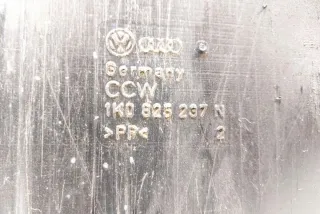 Germany
CCW
1K0 825 237 N
>PP< 2